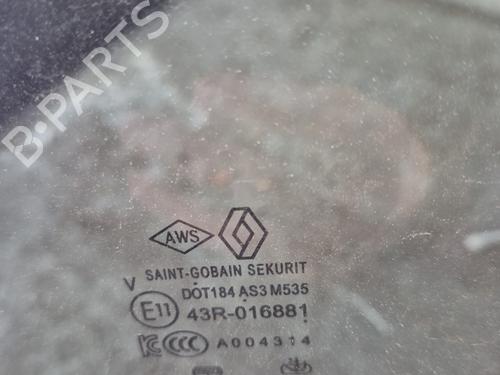 B-PARTS
AWS
SAINT-GOBAIN SEKURIT
V DOT184 AS3 M535
E11 43R-016881
A004314